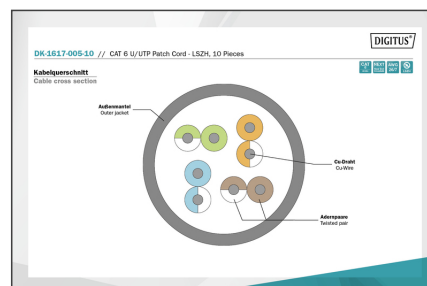 DIGITUS®
DK-1617-005-10 // CAT 6 U/UTP Patch Cord - LSZH, 10 Pieces
Kabelquerschnitt
Cable cross section
Außenmantel
Outer jacket
Cu-Draht
Cu-Wire
Adernpaare
Twisted pair